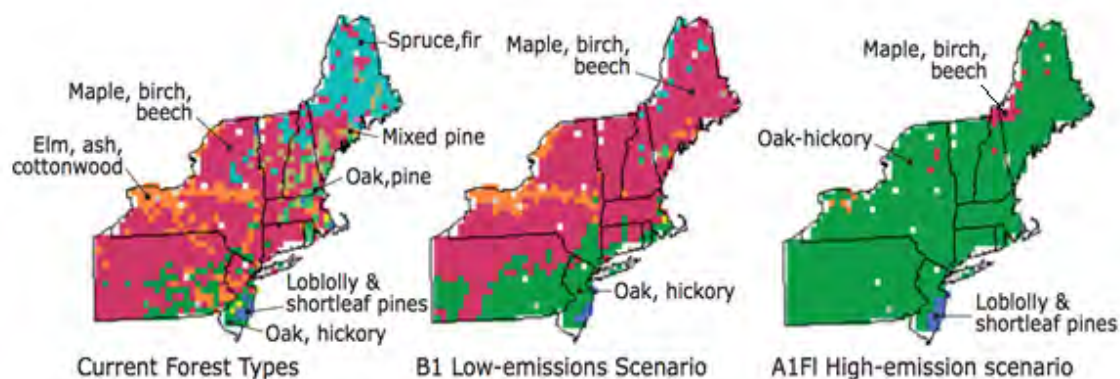 Spruce,fir
Maple, birch,
beech
Elm, ash,
cottonwood
Mixed pine
Oak,pine
Loblolly &
shortleaf pines
Oak, hickory
Current Forest Types
Maple, birch,
beech
Oak, hickory
B1 Low-emissions Scenario
Maple, birch,
beech
Oak-hickory
Loblolly &
shortleaf pines
A1FI High-emission scenario